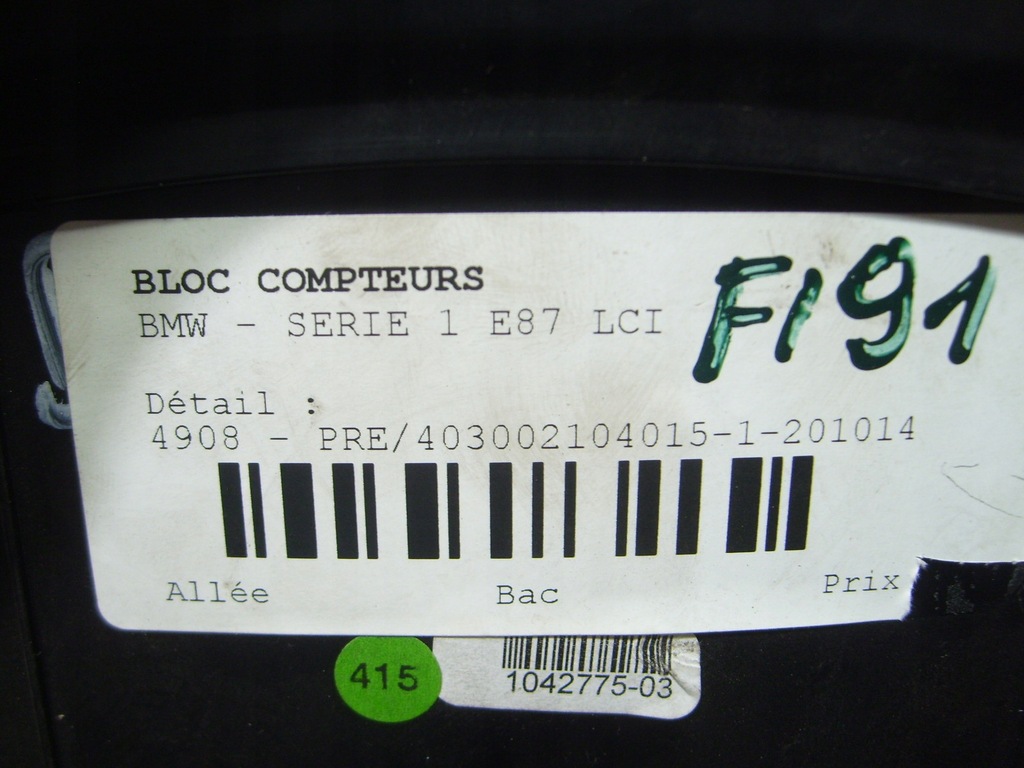 BLOC COMPTEURS
BMW - SERIE 1 E87 LCI
FI91
Détail :
4908 - PRE/403002104015-1-201014
Allée Bac Prix
415
1042775-03